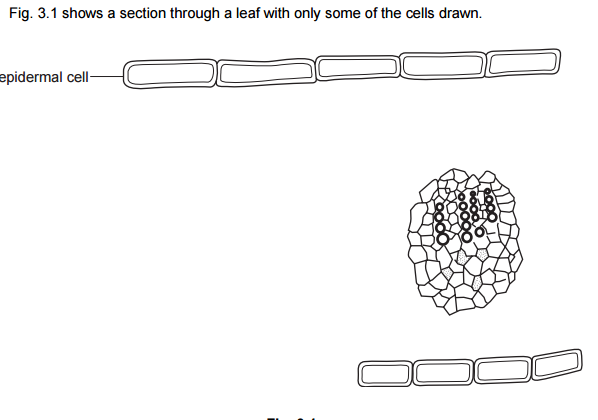 Fig. 3.1 shows a section through a leaf with only some of the cells drawn.
epidermal cell